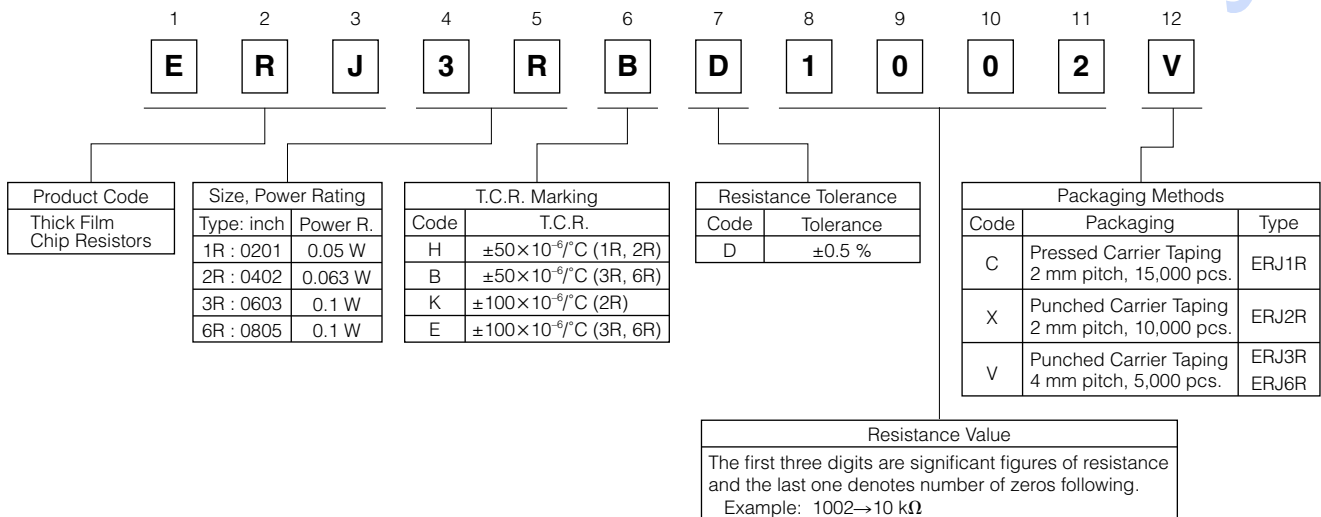 1 2 3 4 5 6 7 8 9 10 11 12
E R J 3 R B D 1 0 0 2 V
Product Code
Thick Film
Chip Resistors
Size, Power Rating
Type: inch Power R.
1R : 0201 0.05 W
2R : 0402 0.063 W
3R : 0603 0.1 W
6R : 0805 0.1 W
T.C.R. Marking
Code T.C.R.
H ±50×10⁻⁶/°C (1R, 2R)
B ±50×10⁻⁶/°C (3R, 6R)
K ±100×10⁻⁶/°C (2R)
E ±100×10⁻⁶/°C (3R, 6R)
Resistance Tolerance
Code Tolerance
D ±0.5 %
Packaging Methods
Code Packaging Type
C Pressed Carrier Taping ERJ1R
2 mm pitch, 15,000 pcs.
X Punched Carrier Taping ERJ2R
2 mm pitch, 10,000 pcs.
V Punched Carrier Taping ERJ3R
4 mm pitch, 5,000 pcs. ERJ6R
Resistance Value
The first three digits are significant figures of resistance
and the last one denotes number of zeros following.
Example: 1002→10 kΩ